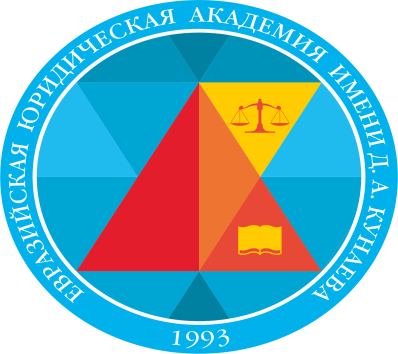 ЕВРАЗИЙСКАЯ ЮРИДИЧЕСКАЯ АКАДЕМИЯ ИМЕНИ Д. А. КУНАЕВА
1993